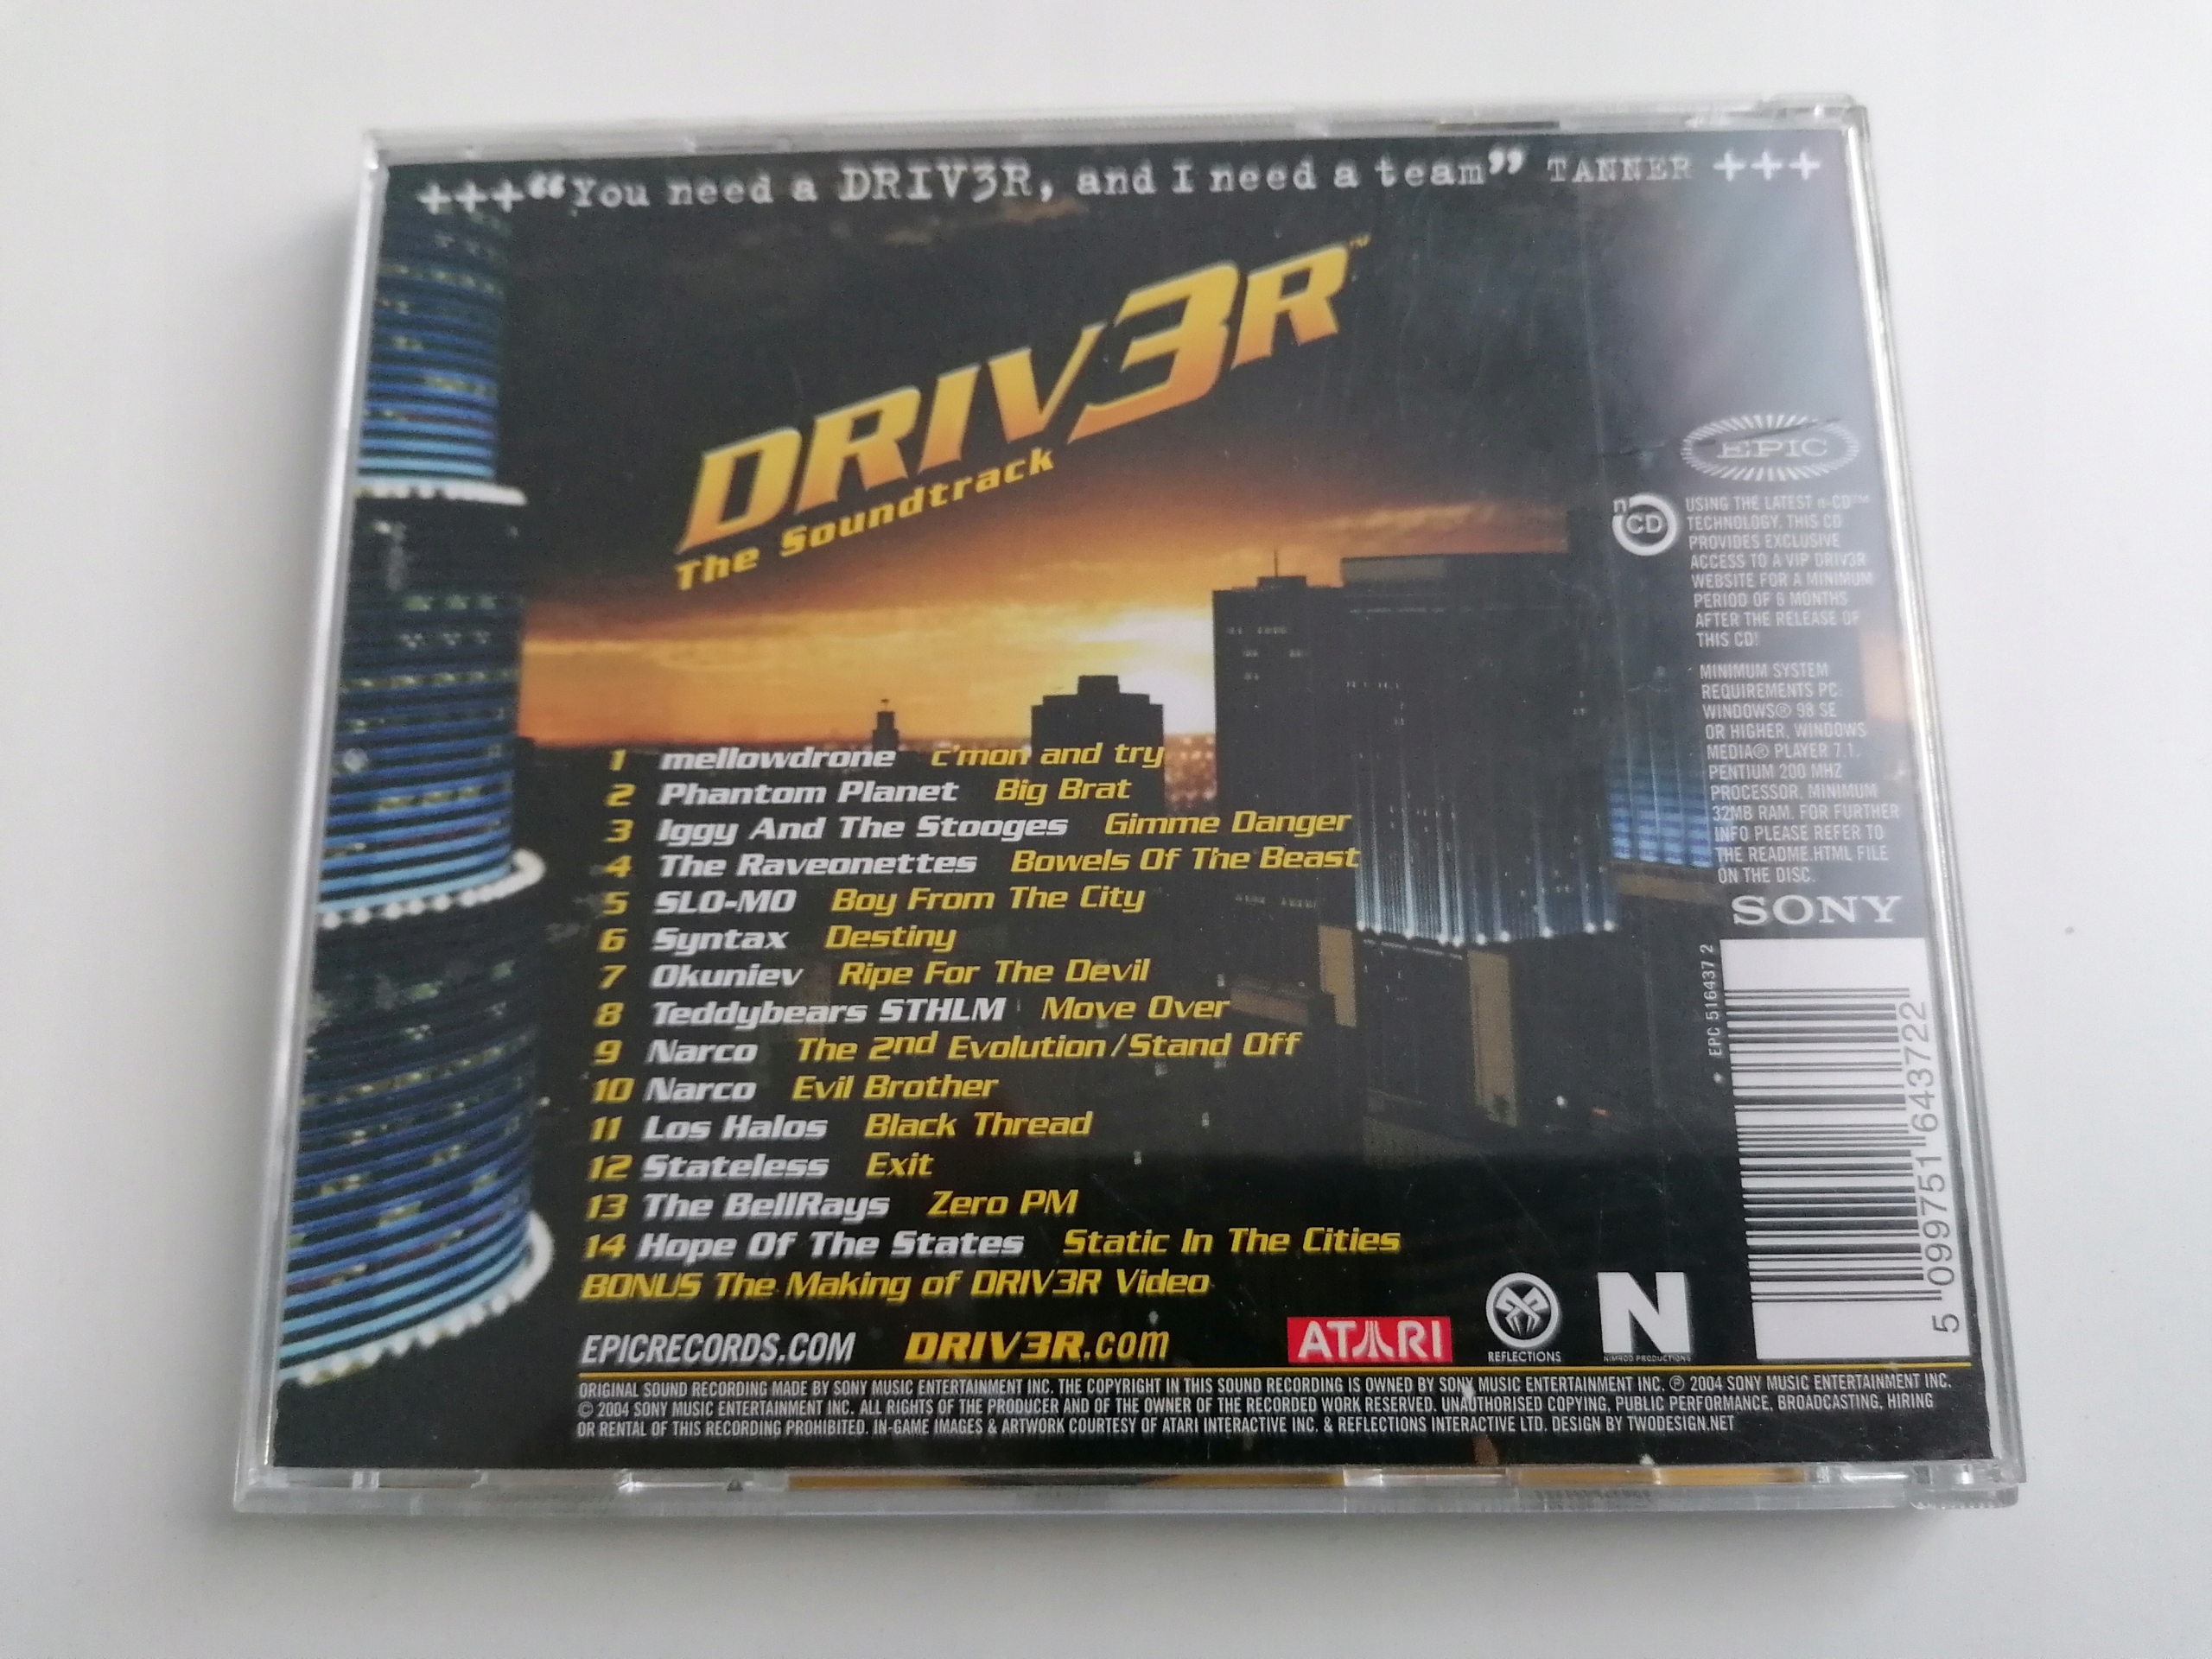 +++“You need a DRIV3R, and I need a team” TANNER +++
DRIV3R™
The Soundtrack
1 mellowdrone c'mon and try
2 Phantom Planet Big Brat
3 Iggy And The Stooges Gimme Danger
4 The Raveonettes Bowels Of The Beast
5 SLO-MO Boy From The City
6 Syntax Destiny
7 Okuniev Ripe For The Devil
8 Teddybears STHLM Move Over
9 Narco The 2nd Evolution/Stand Off
10 Narco Evil Brother
11 Los Halos Black Thread
12 Stateless Exit
13 The BellRays Zero PM
14 Hope Of The States Static In The Cities
BONUS The Making of DRIV3R Video
EPICRECORDS.COM DRIV3R.com
ATARI
REFLECTIONS
N
NIMROD PRODUCTIONS
EPIC
nCD
USING THE LATEST n-CD™
TECHNOLOGY, THIS CD
PROVIDES EXCLUSIVE
ACCESS TO A VIP DRIV3R
WEBSITE FOR A MINIMUM
PERIOD OF 6 MONTHS
AFTER THE RELEASE OF
THIS CD!
MINIMUM SYSTEM
REQUIREMENTS PC:
WINDOWS® 98 SE
OR HIGHER, WINDOWS
MEDIA® PLAYER 7.1.
PENTIUM 200 MHZ
PROCESSOR, MINIMUM
32MB RAM. FOR FURTHER
INFO PLEASE REFER TO
THE README.HTML FILE
ON THE DISC.
SONY
EPC 516437 2
5 099751 643722
ORIGINAL SOUND RECORDING MADE BY SONY MUSIC ENTERTAINMENT INC. THE COPYRIGHT IN THIS SOUND RECORDING IS OWNED BY SONY MUSIC ENTERTAINMENT INC. ℗ 2004 SONY MUSIC ENTERTAINMENT INC.
© 2004 SONY MUSIC ENTERTAINMENT INC. ALL RIGHTS OF THE PRODUCER AND OF THE OWNER OF THE RECORDED WORK RESERVED. UNAUTHORISED COPYING, PUBLIC PERFORMANCE, BROADCASTING, HIRING
OR RENTAL OF THIS RECORDING PROHIBITED. IN-GAME IMAGES & ARTWORK COURTESY OF ATARI INTERACTIVE INC. & REFLECTIONS INTERACTIVE LTD. DESIGN BY TWODESIGN.NET